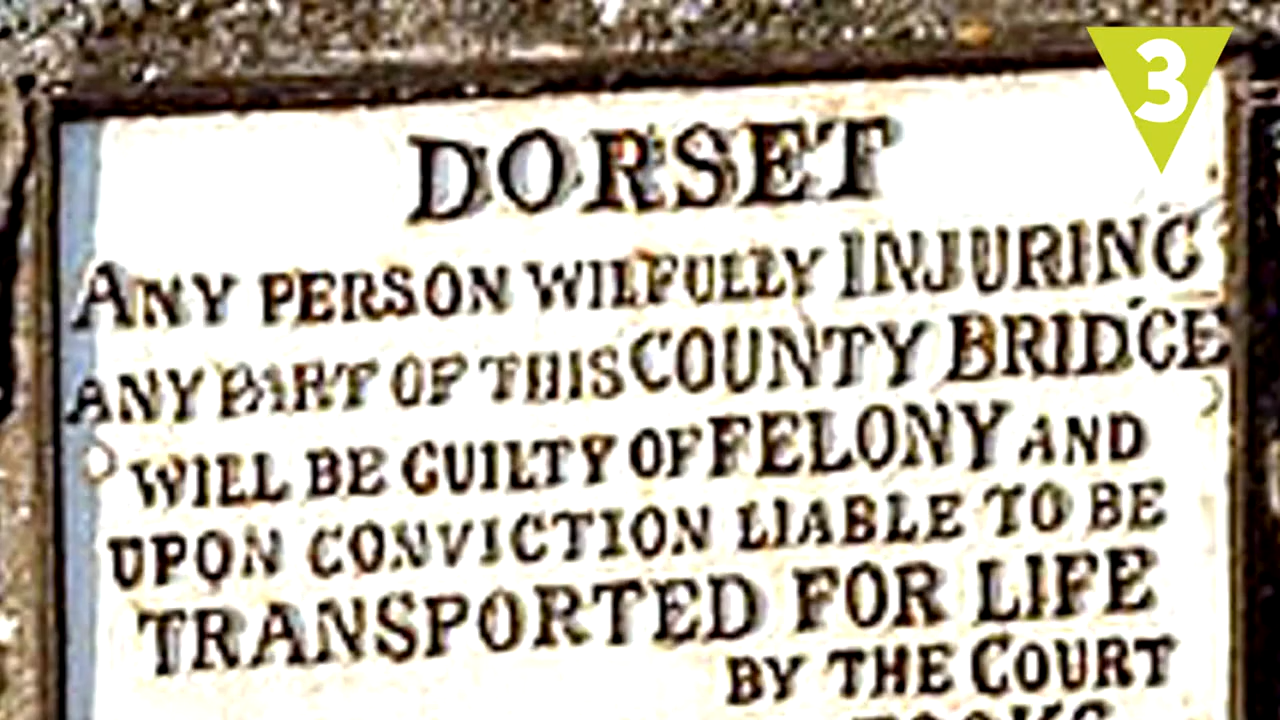 3
DORSET
ANY PERSON WILFULLY INJURING
ANY PART OF THIS COUNTY BRIDGE
WILL BE GUILTY OF FELONY AND
UPON CONVICTION LIABLE TO BE
TRANSPORTED FOR LIFE
BY THE COURT